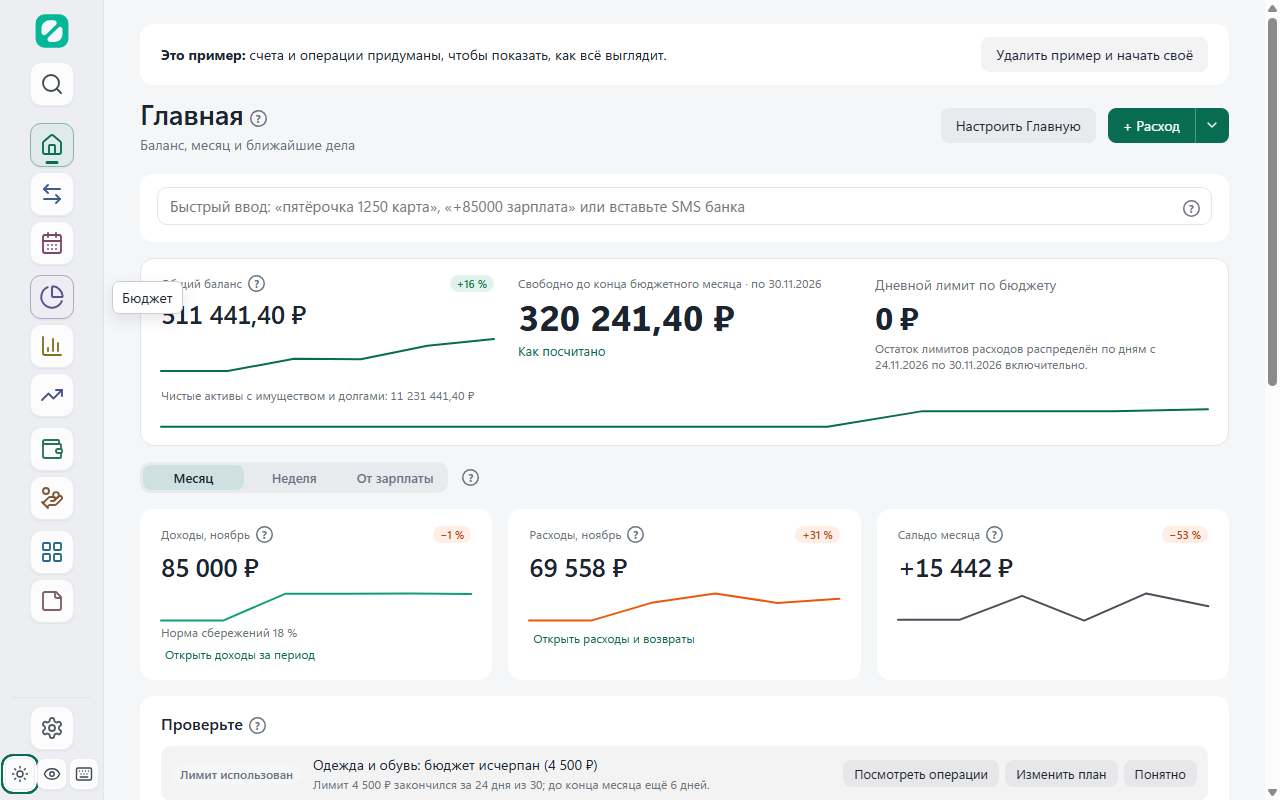 Это пример: счета и операции придуманы, чтобы показать, как всё выглядит.
Удалить пример и начать своё
Главная
Баланс, месяц и ближайшие дела
Настроить Главную
+ Расход
Быстрый ввод: «пятёрочка 1250 карта», «+85000 зарплата» или вставьте SMS банка
Бюджет
баланс
+16 %
511 441,40 ₽
Чистые активы с имуществом и долгами: 11 231 441,40 ₽
Свободно до конца бюджетного месяца · по 30.11.2026
320 241,40 ₽
Как посчитано
Дневной лимит по бюджету
0 ₽
Остаток лимитов расходов распределён по дням с
24.11.2026 по 30.11.2026 включительно.
Месяц
Неделя
От зарплаты
Доходы, ноябрь
−1 %
85 000 ₽
Норма сбережений 18 %
Открыть доходы за период
Расходы, ноябрь
+31 %
69 558 ₽
Открыть расходы и возвраты
Сальдо месяца
−53 %
+15 442 ₽
Проверьте
Лимит использован
Одежда и обувь: бюджет исчерпан (4 500 ₽)
Лимит 4 500 ₽ закончился за 24 дня из 30; до конца месяца ещё 6 дней.
Посмотреть операции
Изменить план
Понятно